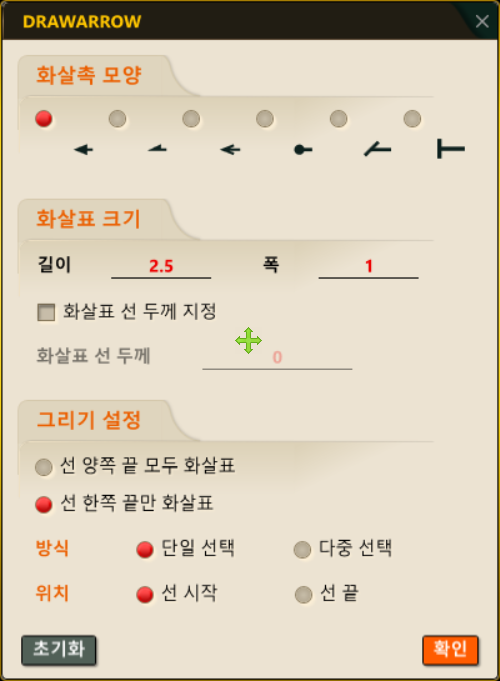 DRAWARROW
화살촉 모양
화살표 크기
길이 2.5 폭 1
화살표 선 두께 지정
화살표 선 두께 0
그리기 설정
선 양쪽 끝 모두 화살표
선 한쪽 끝만 화살표
방식 단일 선택 다중 선택
위치 선 시작 선 끝
초기화 확인